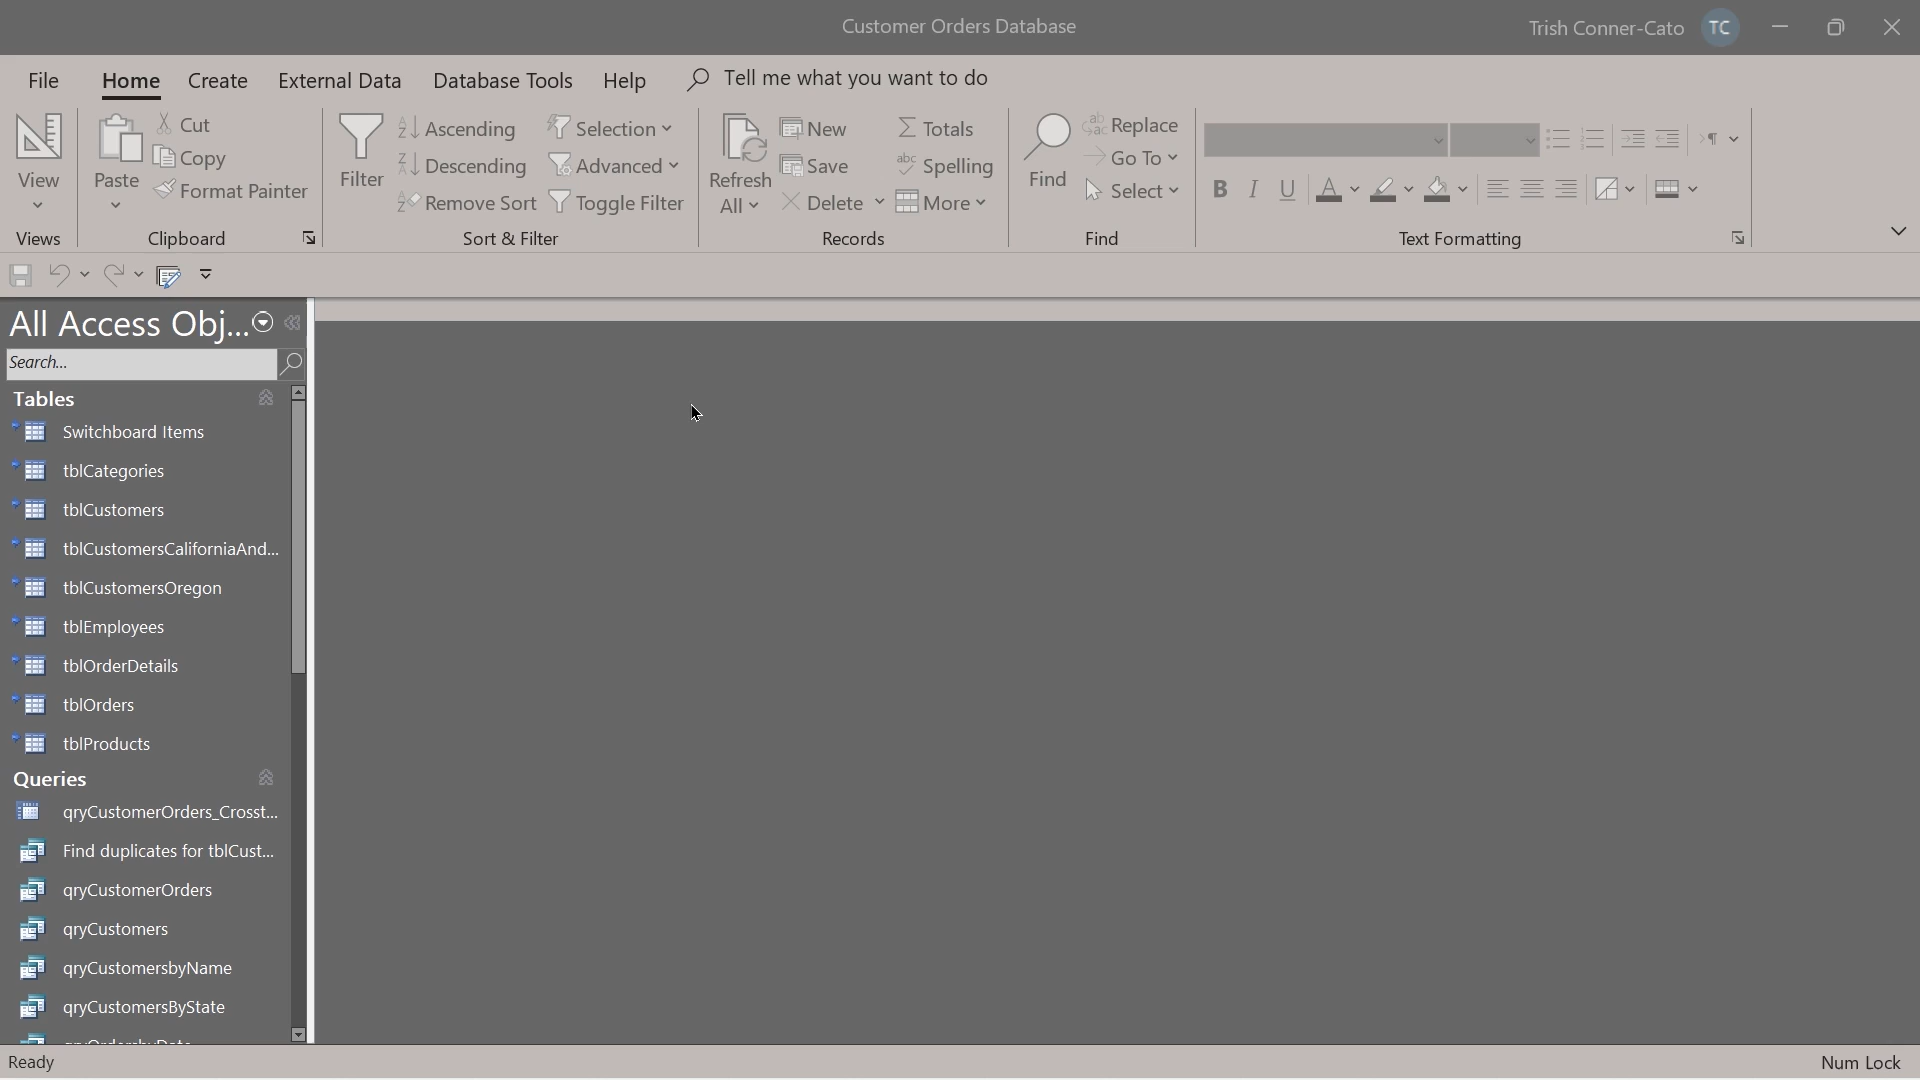 Customer Orders Database
Trish Conner-Cato TC
File Home Create External Data Database Tools Help Tell me what you want to do
View
Views
Paste
Cut
Copy
Format Painter
Clipboard
Filter
Ascending
Descending
Remove Sort
Selection
Advanced
Toggle Filter
Sort & Filter
Refresh
All
New
Save
Delete
Totals
Spelling
More
Records
Find
Replace
Go To
Select
Find
B I U A
Text Formatting
All Access Obj...
Search...
Tables
Switchboard Items
tblCategories
tblCustomers
tblCustomersCaliforniaAnd...
tblCustomersOregon
tblEmployees
tblOrderDetails
tblOrders
tblProducts
Queries
qryCustomerOrders_Crosst...
Find duplicates for tblCust...
qryCustomerOrders
qryCustomers
qryCustomersbyName
qryCustomersByState
Ready
Num Lock